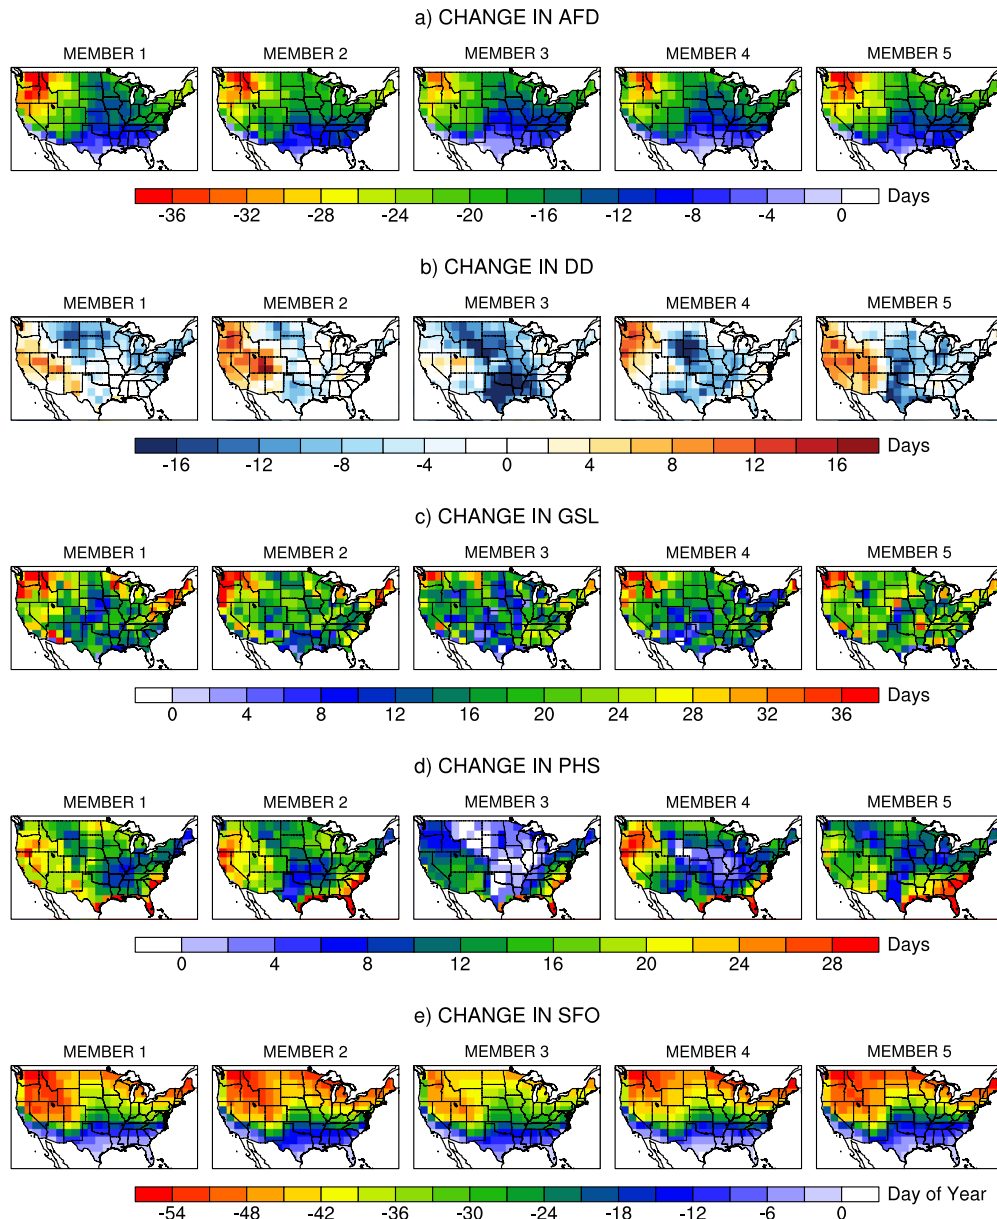 a) CHANGE IN AFD
MEMBER 1 MEMBER 2 MEMBER 3 MEMBER 4 MEMBER 5
Days
-36 -32 -28 -24 -20 -16 -12 -8 -4 0
b) CHANGE IN DD
MEMBER 1 MEMBER 2 MEMBER 3 MEMBER 4 MEMBER 5
Days
-16 -12 -8 -4 0 4 8 12 16
c) CHANGE IN GSL
MEMBER 1 MEMBER 2 MEMBER 3 MEMBER 4 MEMBER 5
Days
0 4 8 12 16 20 24 28 32 36
d) CHANGE IN PHS
MEMBER 1 MEMBER 2 MEMBER 3 MEMBER 4 MEMBER 5
Days
0 4 8 12 16 20 24 28
e) CHANGE IN SFO
MEMBER 1 MEMBER 2 MEMBER 3 MEMBER 4 MEMBER 5
Day of Year
-54 -48 -42 -36 -30 -24 -18 -12 -6 0